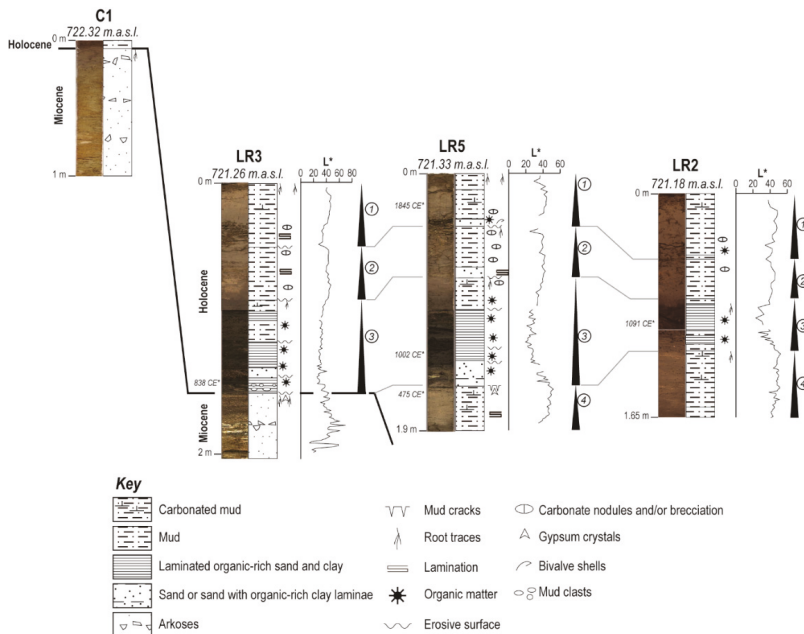 C1
722.32 m.a.s.l.
0 m
Holocene
Miocene
1 m
LR3
721.26 m.a.s.l.
L*
0 20 40 60 80
0 m
Holocene
838 CE*
Miocene
2 m
1
2
3
LR5
721.33 m.a.s.l.
L*
0 20 40 60
0 m
1845 CE*
1002 CE*
475 CE*
1.9 m
1
2
3
4
LR2
721.18 m.a.s.l.
L*
0 20 40 60
0 m
1091 CE*
1.65 m
1
2
3
4
Key
Carbonated mud
Mud
Laminated organic-rich sand and clay
Sand or sand with organic-rich clay laminae
Arkoses
Mud cracks
Root traces
Lamination
Organic matter
Erosive surface
Carbonate nodules and/or brecciation
Gypsum crystals
Bivalve shells
Mud clasts